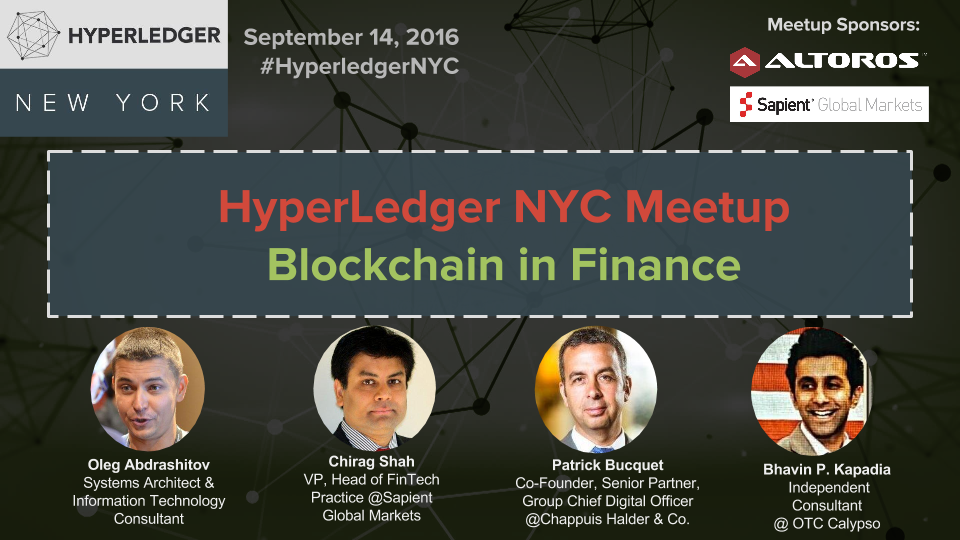 HYPERLEDGER
NEW YORK
September 14, 2016
#HyperledgerNYC
Meetup Sponsors:
ALTOROS™
Sapient® Global Markets
HyperLedger NYC Meetup
Blockchain in Finance
Oleg Abdrashitov
Systems Architect &
Information Technology
Consultant
Chirag Shah
VP, Head of FinTech
Practice @Sapient
Global Markets
Patrick Bucquet
Co-Founder, Senior Partner,
Group Chief Digital Officer
@Chappuis Halder & Co.
Bhavin P. Kapadia
Independent
Consultant
@ OTC Calypso